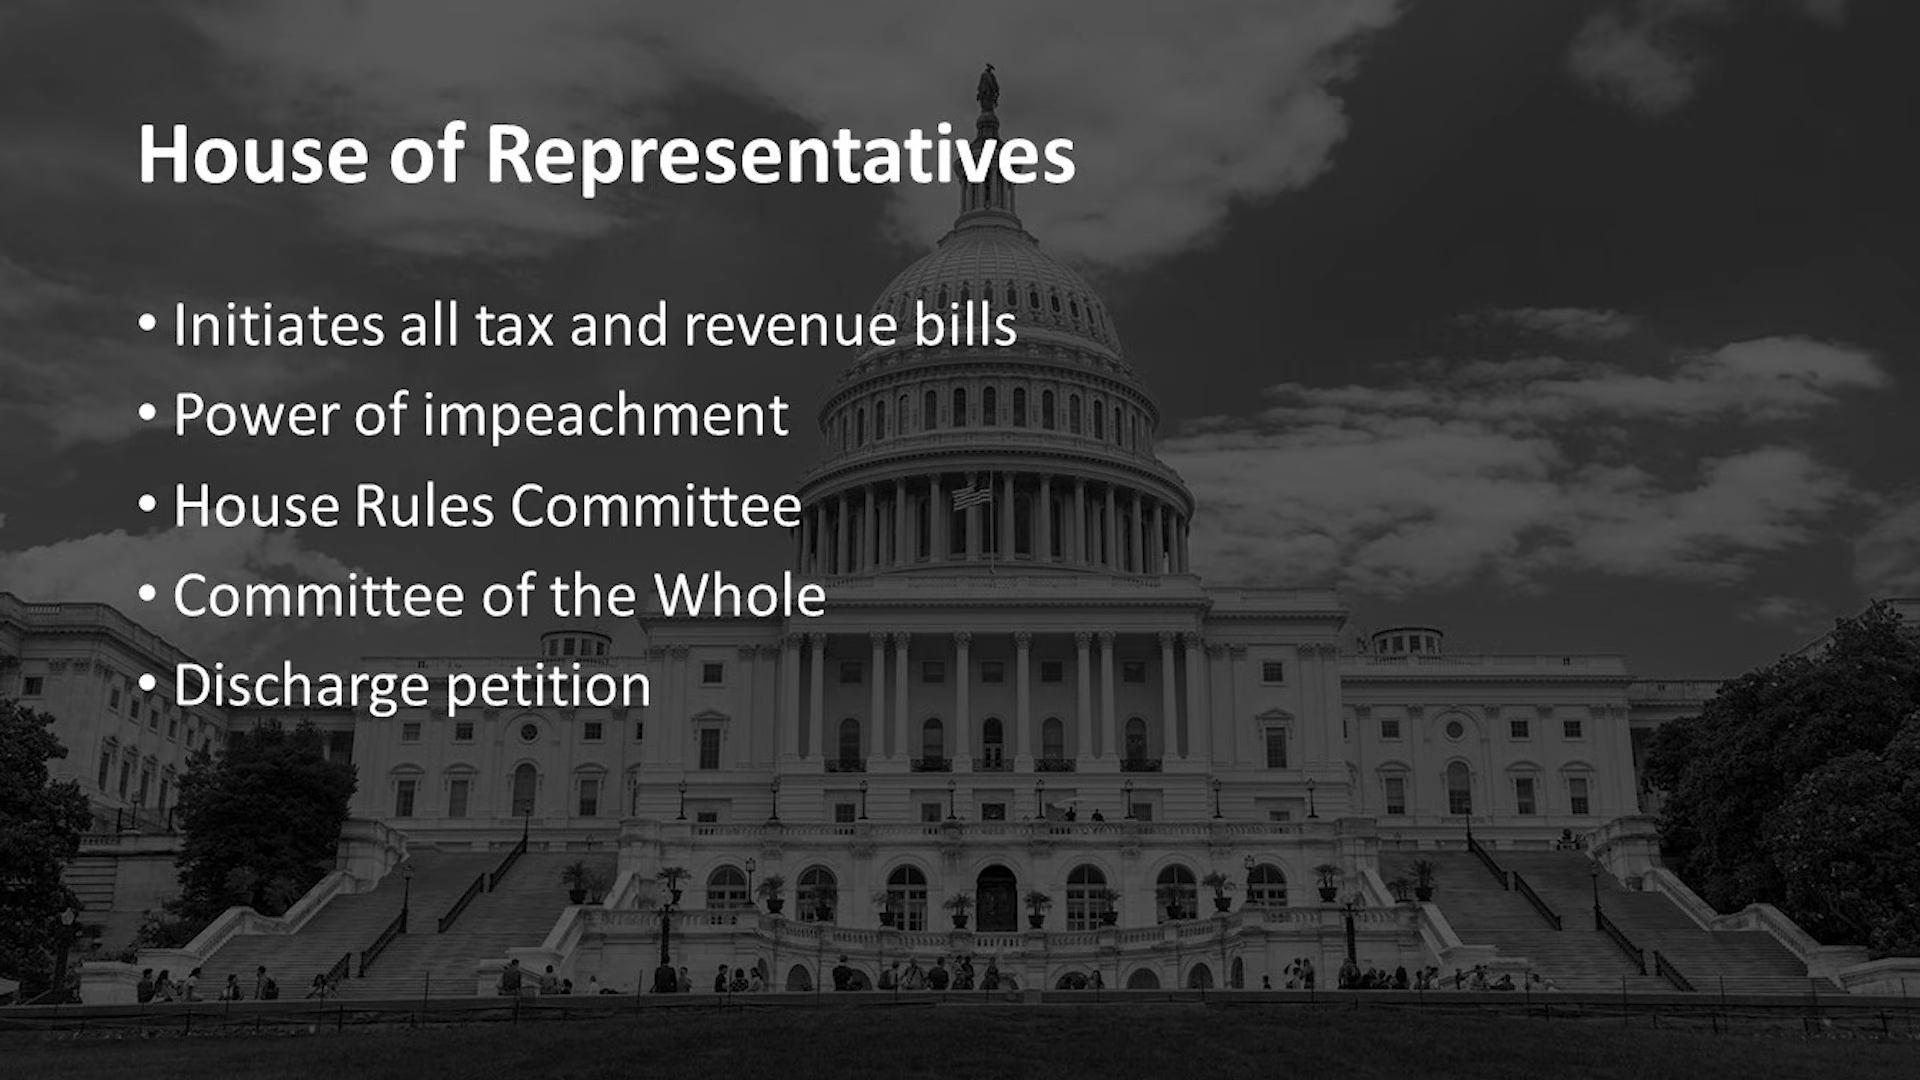 House of Representatives
• Initiates all tax and revenue bills
• Power of impeachment
• House Rules Committee
• Committee of the Whole
• Discharge petition